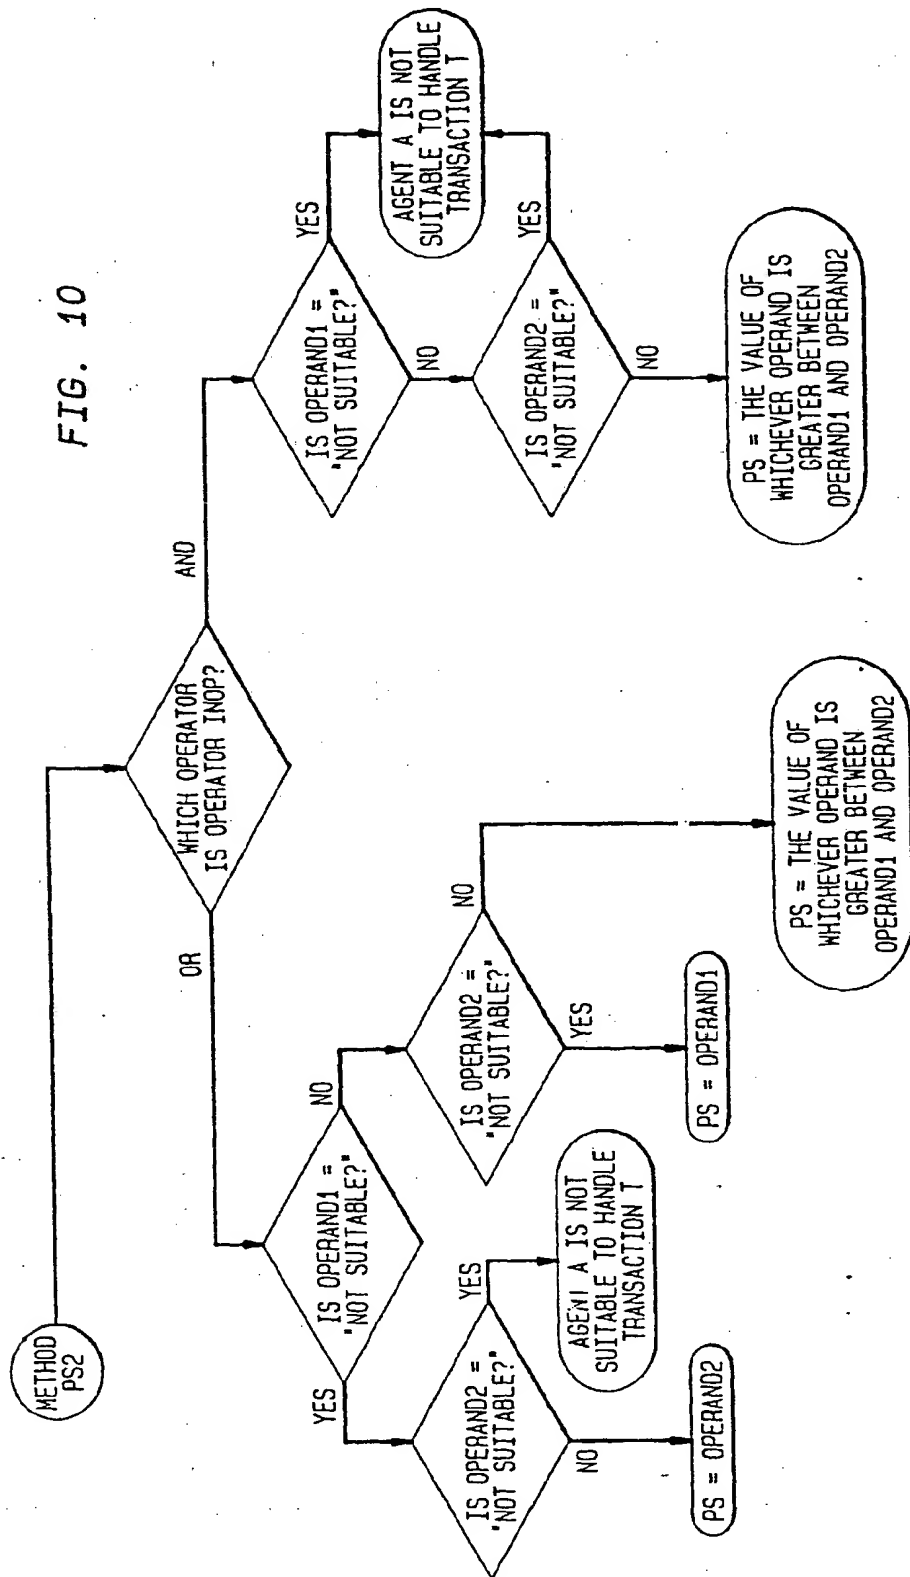 FIG. 10
METHOD
PS2
WHICH OPERATOR
IS OPERATOR INOP?
OR
AND
IS OPERAND1 =
"NOT SUITABLE?"
YES
NO
IS OPERAND2 =
"NOT SUITABLE?"
YES
NO
AGENT A IS NOT
SUITABLE TO HANDLE
TRANSACTION T
PS = OPERAND2
IS OPERAND2 =
"NOT SUITABLE?"
NO
YES
PS = OPERAND1
PS = THE VALUE OF
WHICHEVER OPERAND IS
GREATER BETWEEN
OPERAND1 AND OPERAND2
IS OPERAND1 =
"NOT SUITABLE?"
YES
NO
AGENT A IS NOT
SUITABLE TO HANDLE
TRANSACTION T
IS OPERAND2 =
"NOT SUITABLE?"
YES
NO
PS = THE VALUE OF
WHICHEVER OPERAND IS
GREATER BETWEEN
OPERAND1 AND OPERAND2